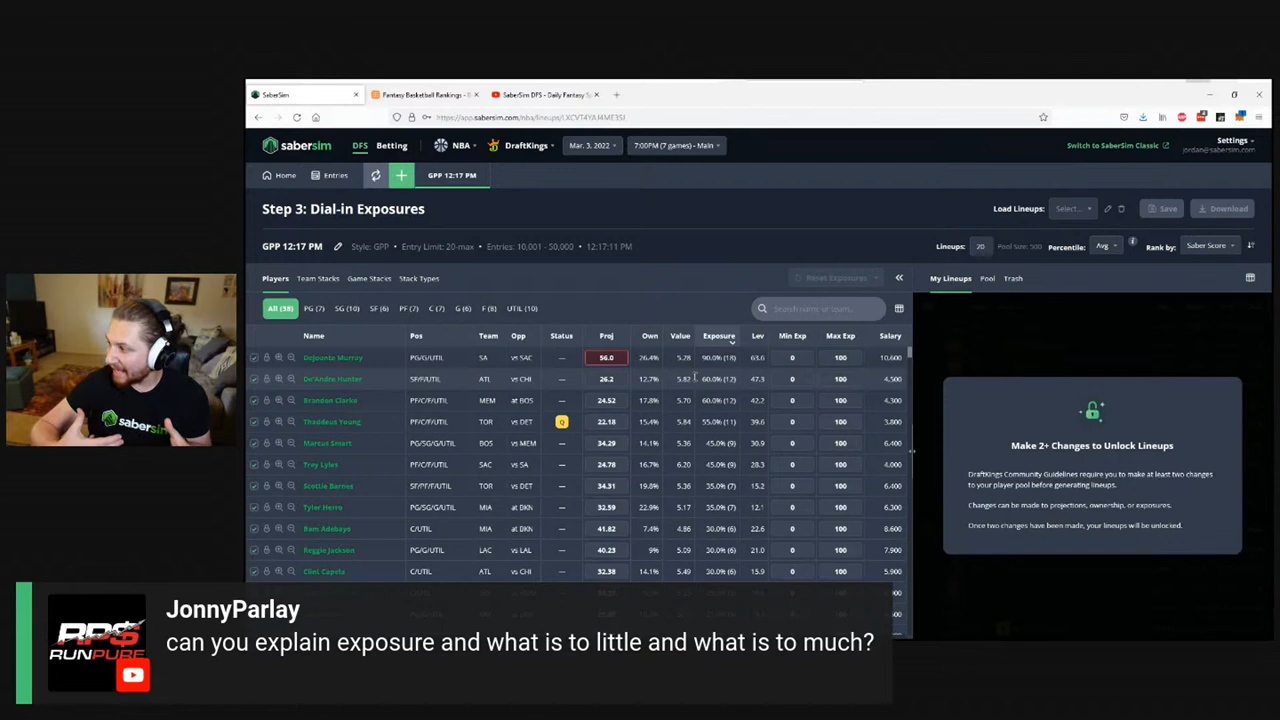 SaberSim
Fantasy Basketball Rankings - B
SaberSim DFS - Daily Fantasy S
https://app.sabersim.com/nba/lineups/
sabersim
DFS
Betting
NBA
DraftKings
Mar. 3, 2022
7:00PM (7 games) - Main
Switch to SaberSim Classic
Settings
jordan@sabersim.com
Home
Entries
GPP 12:17 PM
Step 3: Dial-in Exposures
Load Lineups:
Select...
Save
Download
GPP 12:17 PM
Style: GPP
Entry Limit: 20-max
Entries: 10,001 - 50,000
12:17:11 PM
Lineups:
20
Pool Size: 500
Percentile:
Avg
Rank by:
Saber Score
Players
Team Stacks
Game Stacks
Stack Types
Reset Exposures
My Lineups
Pool
Trash
All (38)
PG (7)
SG (10)
SF (6)
PF (7)
C (7)
G (6)
F (8)
UTIL (10)
Search name or team...
Name Pos Team Opp Status Proj Own Value Exposure Lev Min Exp Max Exp Salary
Dejounte Murray PG/G/UTIL SA vs SAC — 56.0 26.4% 5.28 90.0% (18) 63.6 0 100 10,600
De'Andre Hunter SF/F/UTIL ATL vs CHI — 26.2 12.7% 5.82 60.0% (12) 47.3 0 100 4,500
Brandon Clarke PF/C/F/UTIL MEM at BOS — 24.52 17.8% 5.70 60.0% (12) 42.2 0 100 4,300
Thaddeus Young PF/C/F/UTIL TOR vs DET Q 22.18 15.4% 5.84 55.0% (11) 39.6 0 100 3,800
Marcus Smart PG/SG/G/UTIL BOS vs MEM — 34.29 14.1% 5.36 45.0% (9) 30.9 0 100 6,400
Trey Lyles PF/C/F/UTIL SAC vs SA — 24.78 16.7% 6.20 45.0% (9) 28.3 0 100 4,000
Scottie Barnes SF/PF/F/UTIL TOR vs DET — 34.31 19.8% 5.36 35.0% (7) 15.2 0 100 6,400
Tyler Herro PG/SG/G/UTIL MIA at BKN — 32.59 22.9% 5.17 35.0% (7) 12.1 0 100 6,300
Bam Adebayo C/UTIL MIA at BKN — 41.82 7.4% 4.86 30.0% (6) 22.6 0 100 8,600
Reggie Jackson PG/G/UTIL LAC vs LAL — 40.23 9% 5.09 30.0% (6) 21.0 0 100 7,900
Clint Capela C/UTIL ATL vs CHI — 32.38 14.1% 5.49 30.0% (6) 15.9 0 100 5,900
Make 2+ Changes to Unlock Lineups
DraftKings Community Guidelines require you to make at least two changes
to your player pool before generating lineups.
Changes can be made to projections, ownership, or exposures.
Once two changes have been made, your lineups will be unlocked.
sabersim
RPS
RUNPURE
JonnyParlay
can you explain exposure and what is to little and what is to much?